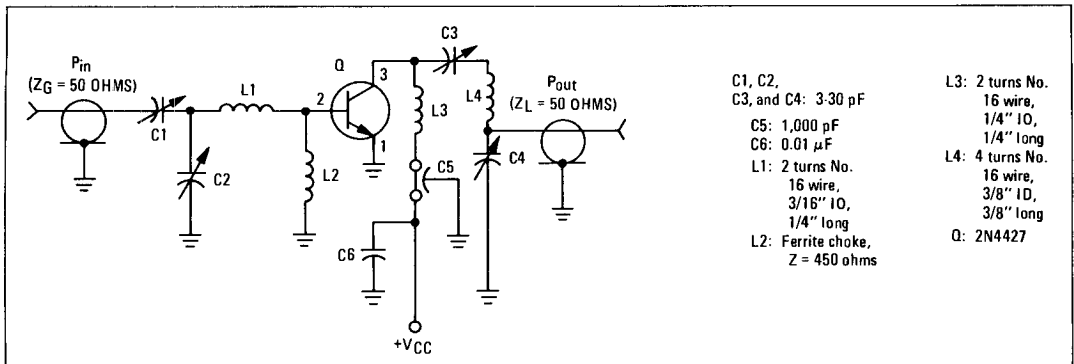 Pin
(ZG = 50 OHMS)
C1
C2
L1
L2
Q
2
3
1
C3
L3
L4
C5
C6
C4
+VCC
Pout
(ZL = 50 OHMS)
C1, C2,
C3, and C4: 3-30 pF
C5: 1,000 pF
C6: 0.01 μF
L1: 2 turns No.
16 wire,
3/16" IO,
1/4" long
L2: Ferrite choke,
Z = 450 ohms
L3: 2 turns No.
16 wire,
1/4" IO,
1/4" long
L4: 4 turns No.
16 wire,
3/8" ID,
3/8" long
Q: 2N4427